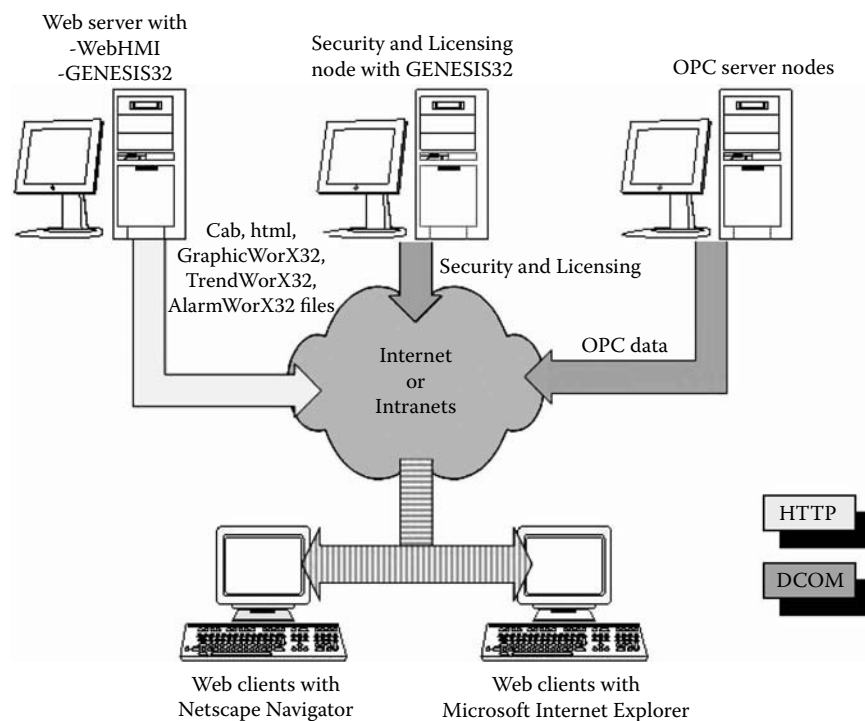 Web server with
-WebHMI
-GENESIS32
Security and Licensing
node with GENESIS32
OPC server nodes
Cab, html,
GraphicWorX32,
TrendWorX32,
AlarmWorX32 files
Security and Licensing
OPC data
Internet
or
Intranets
HTTP
DCOM
Web clients with
Netscape Navigator
Web clients with
Microsoft Internet Explorer